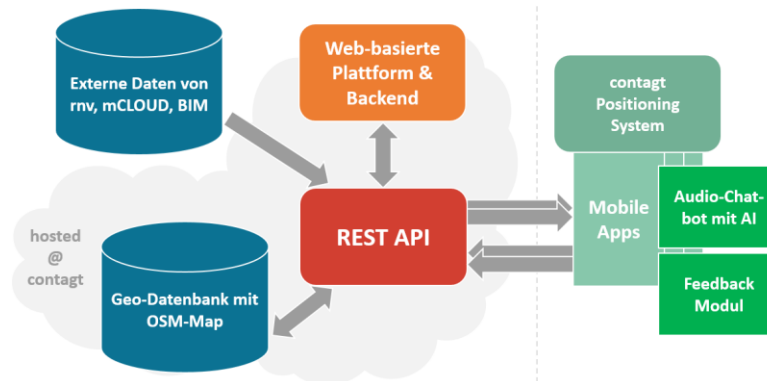 Externe Daten von
rnv, mCLOUD, BIM
Web-basierte
Plattform &
Backend
contagt
Positioning
System
REST API
Mobile
Apps
Audio-Chat-
bot mit AI
Feedback
Modul
hosted
@
contagt
Geo-Datenbank mit
OSM-Map